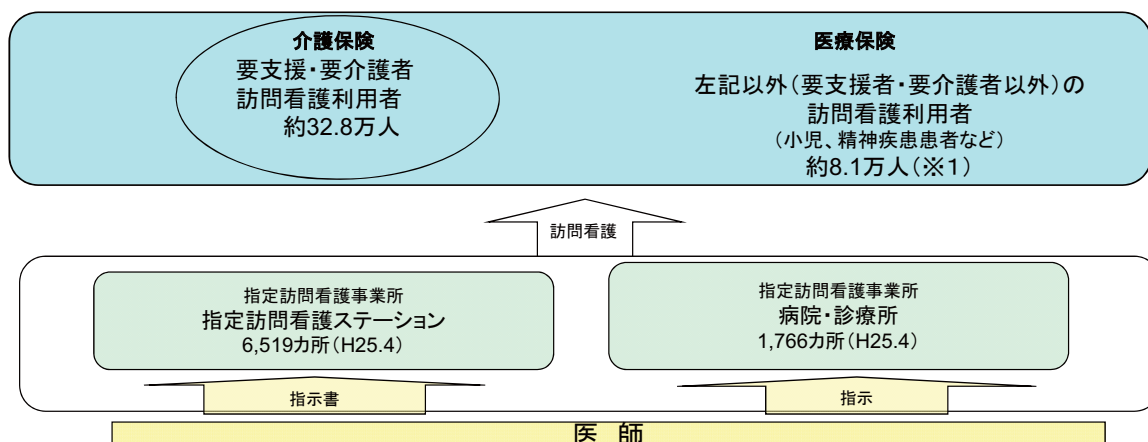 介護保険
要支援・要介護者
訪問看護利用者
約32.8万人
医療保険
左記以外(要支援者・要介護者以外)の
訪問看護利用者
(小児、精神疾患患者など)
約8.1万人(※1)
訪問看護
指定訪問看護事業所
指定訪問看護ステーション
6,519カ所(H25.4)
指定訪問看護事業所
病院・診療所
1,766カ所(H25.4)
指示書
指示
医 師